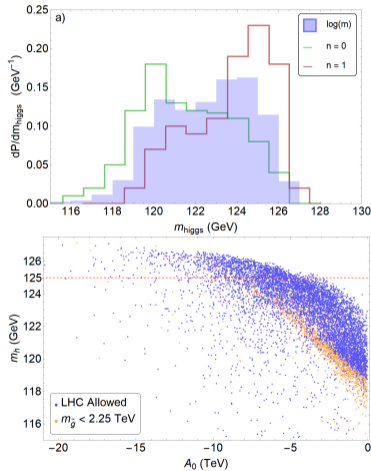 a)
log(m)
n = 0
n = 1
dP/dm_higgs (GeV⁻¹)
0.25
0.20
0.15
0.10
0.05
0.00
116 118 120 122 124 126 128 130
m_higgs (GeV)
m_h (GeV)
126
125
124
122
120
118
116
LHC Allowed
m_g̃ < 2.25 TeV
-20 -15 -10 -5 0
A₀ (TeV)